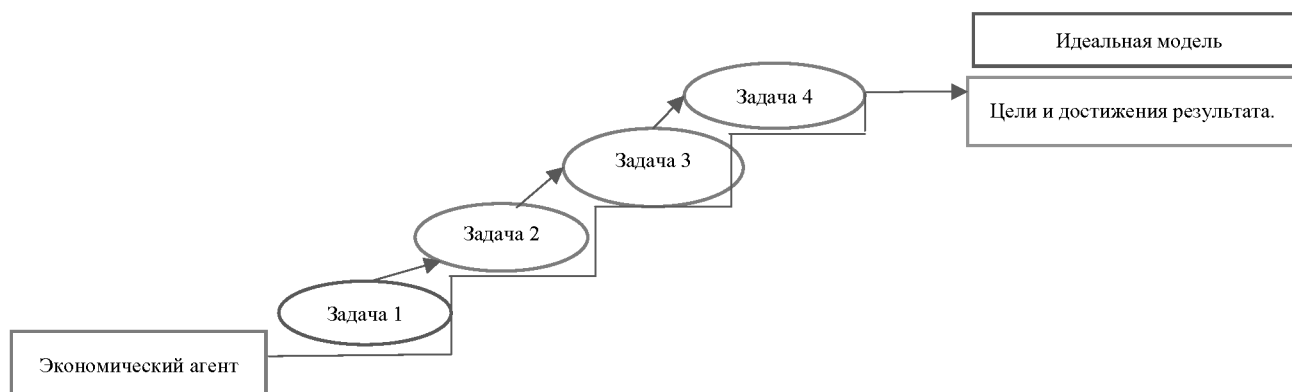 Идеальная модель
Задача 4
Цели и достижения результата.
Задача 3
Задача 2
Задача 1
Экономический агент